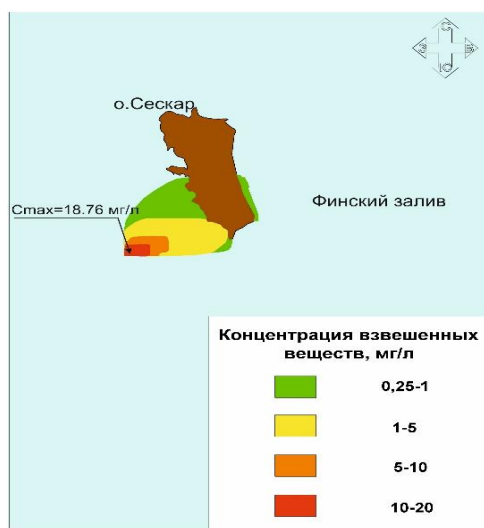 о.Сескар
Cmax=18.76 мг/л
Финский залив
Концентрация взвешенных
веществ, мг/л
0,25-1
1-5
5-10
10-20